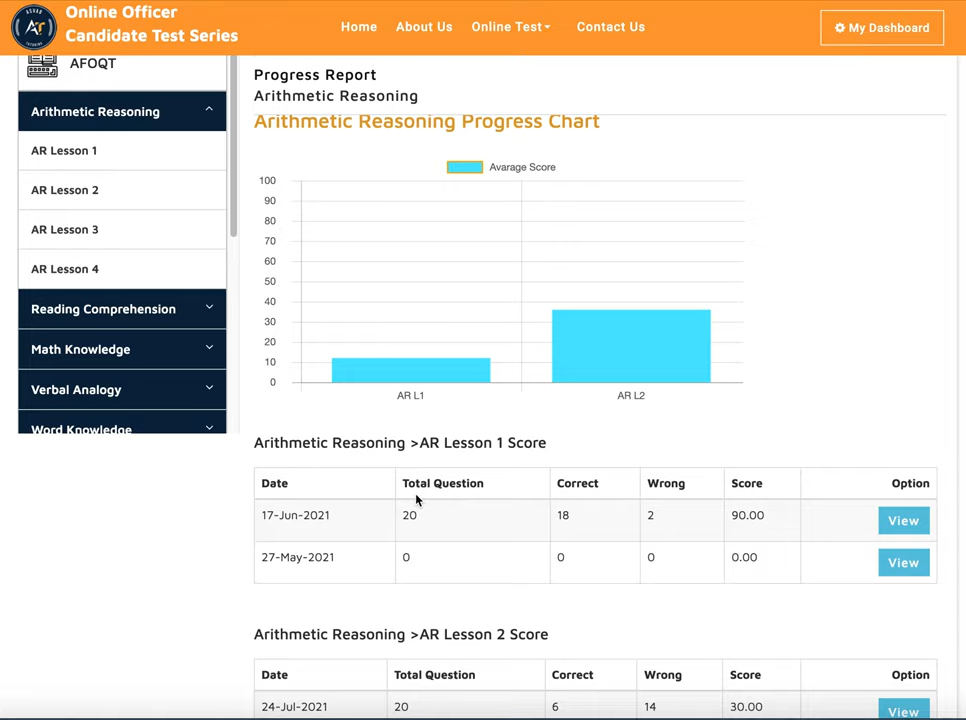 Online Officer
Candidate Test Series
Home About Us Online Test Contact Us My Dashboard
ASVAB
AT
TUTORING
AFOQT
Arithmetic Reasoning
AR Lesson 1
AR Lesson 2
AR Lesson 3
AR Lesson 4
Reading Comprehension
Math Knowledge
Verbal Analogy
Word Knowledge
Progress Report
Arithmetic Reasoning
Arithmetic Reasoning Progress Chart
Avarage Score
100
90
80
70
60
50
40
30
20
10
0
AR L1 AR L2
Arithmetic Reasoning >AR Lesson 1 Score
Date Total Question Correct Wrong Score Option
17-Jun-2021 20 18 2 90.00 View
27-May-2021 0 0 0 0.00 View
Arithmetic Reasoning >AR Lesson 2 Score
Date Total Question Correct Wrong Score Option
24-Jul-2021 20 6 14 30.00 View